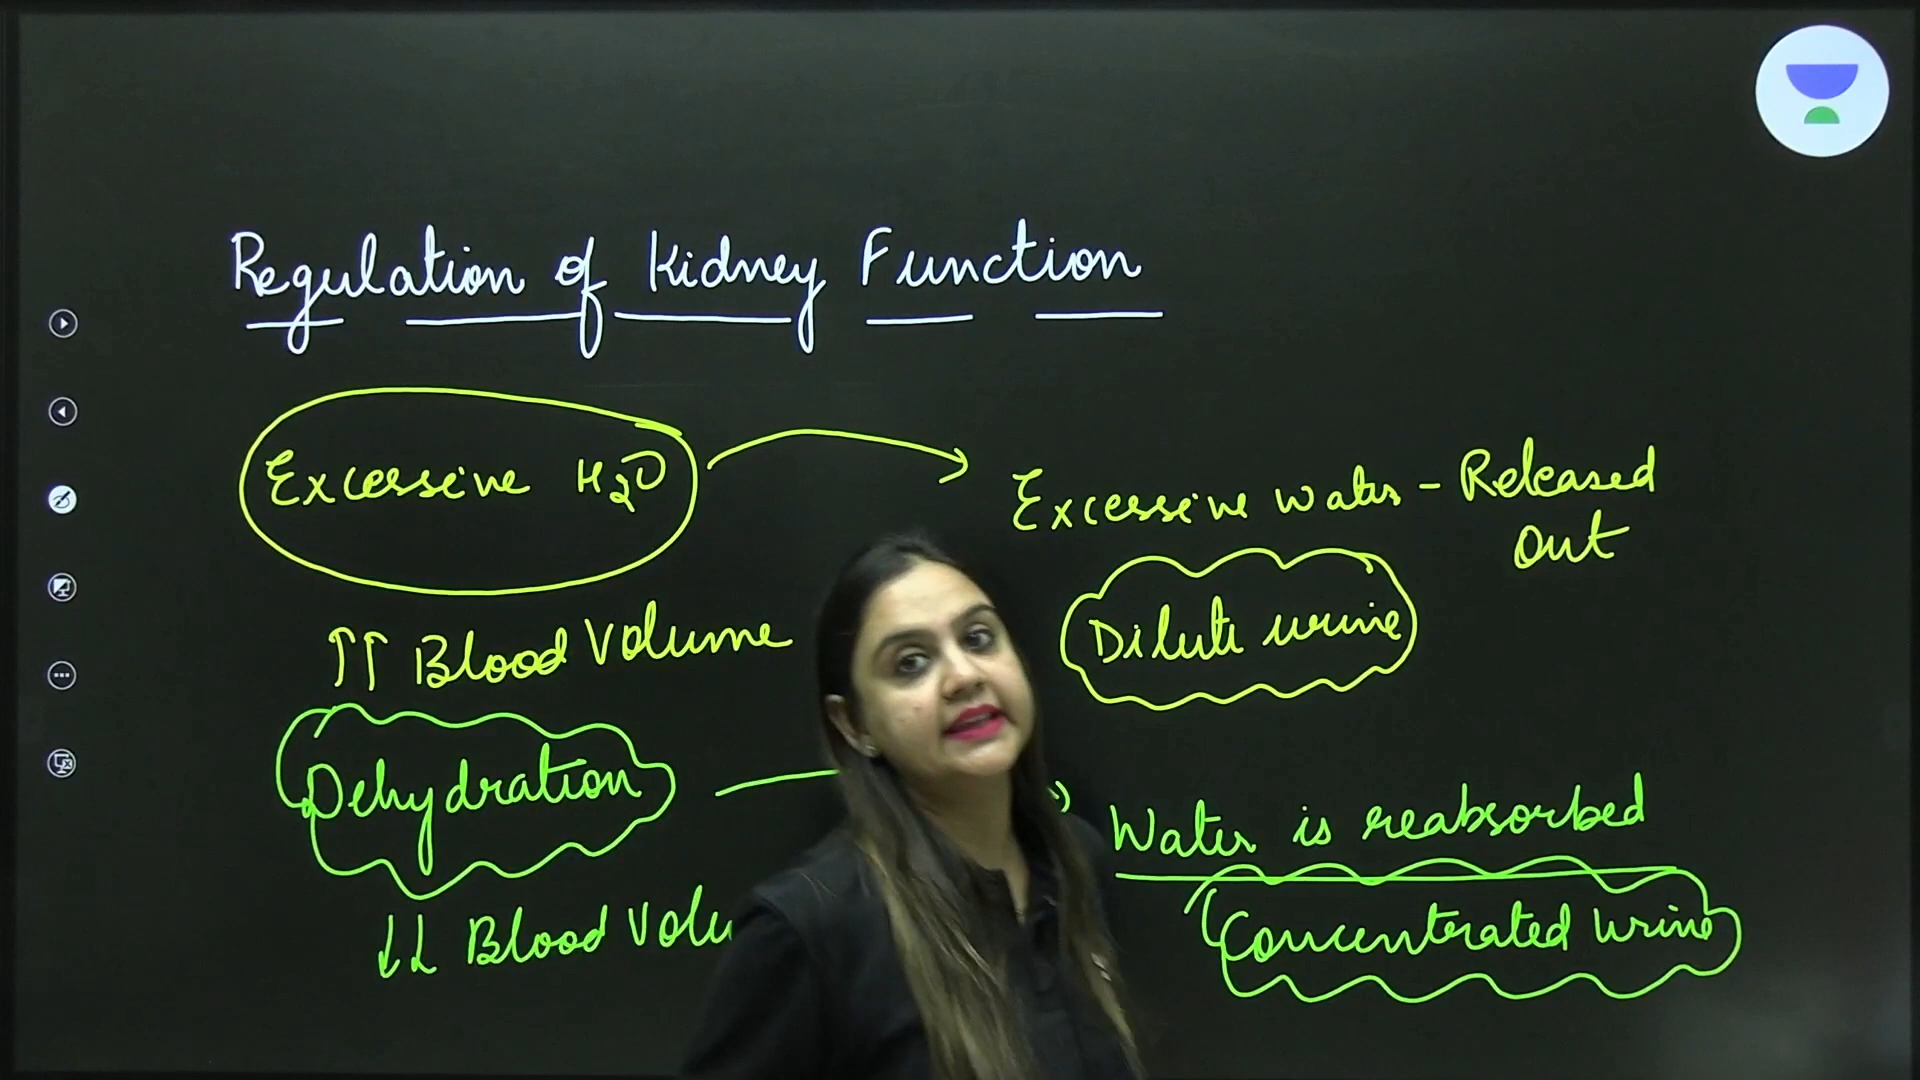 Regulation of Kidney Function
Excessive H2O
Excessive water - Released
Out
↑↑ Blood Volume
Dilute urine
Dehydration
Water is reabsorbed
↓↓ Blood Volu
Concentrated urine